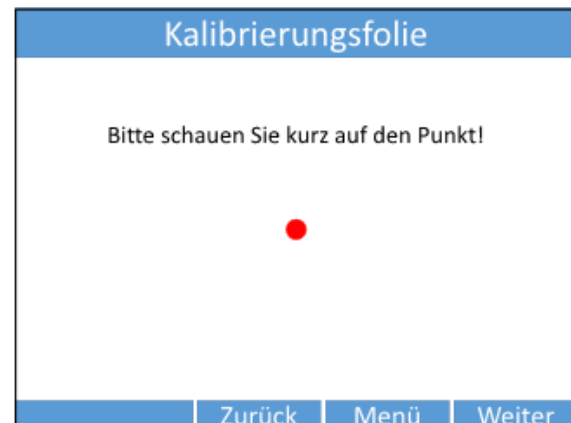 Kalibrierungsfolie
Bitte schauen Sie kurz auf den Punkt!
Zurück Menü Weiter